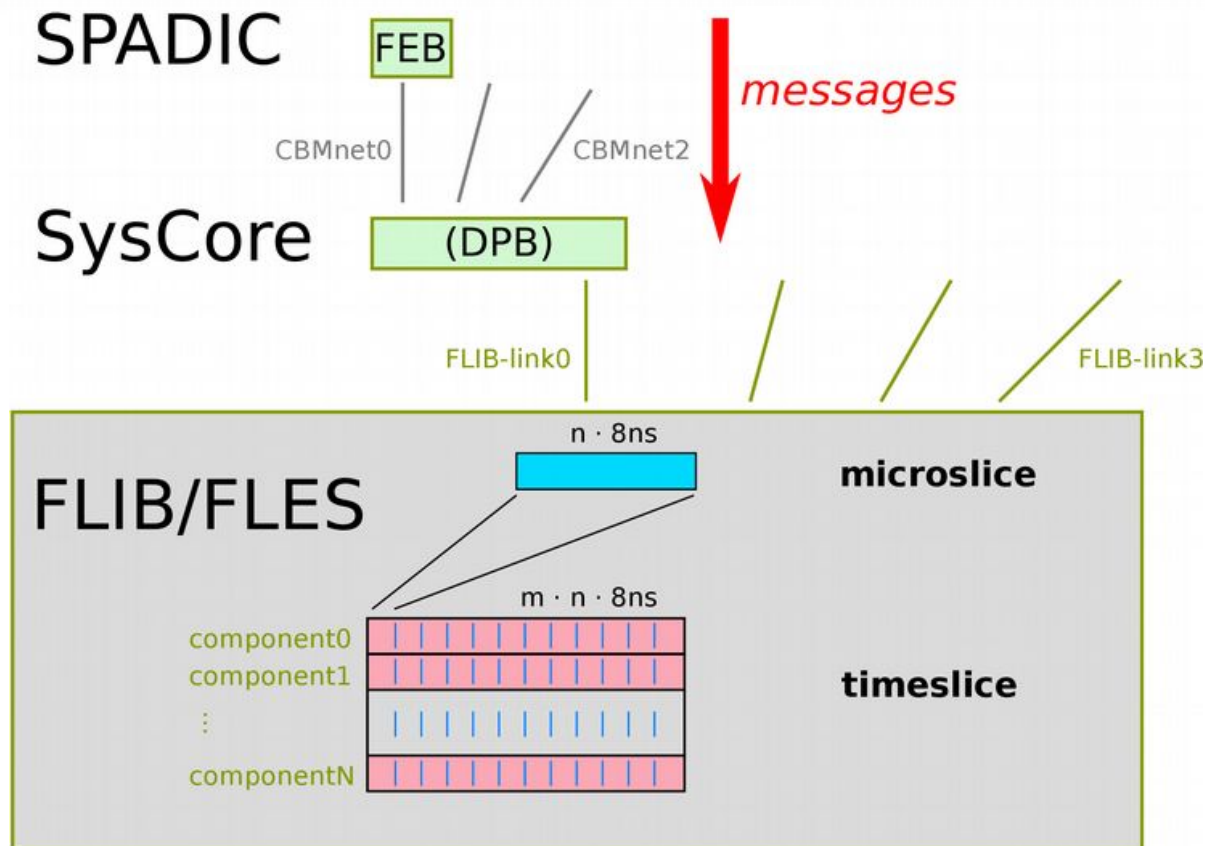 SPADIC
FEB
messages
CBMnet0
CBMnet2
SysCore
(DPB)
FLIB-link0
FLIB-link3
n · 8ns
microslice
FLIB/FLES
m · n · 8ns
component0
component1
timeslice
⋮
componentN